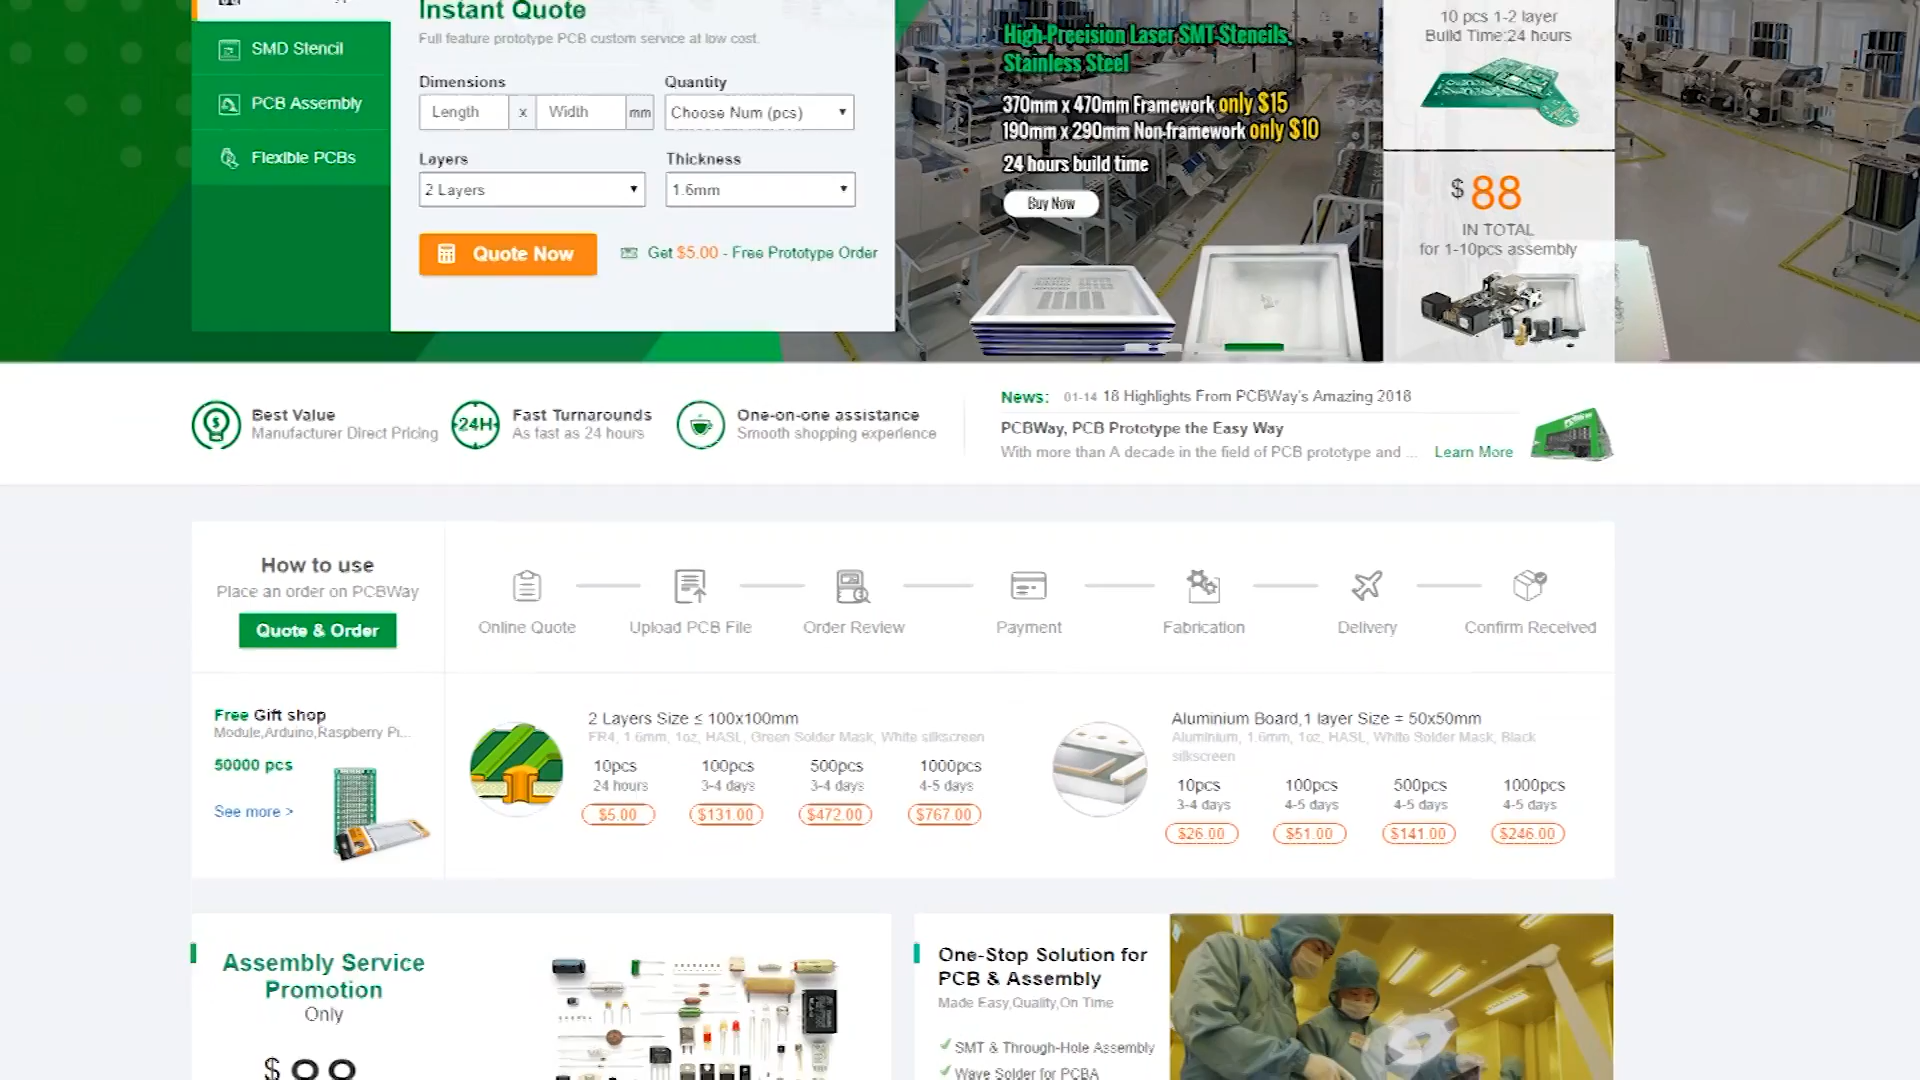 Instant Quote
Full feature prototype PCB custom service at low cost.
SMD Stencil
PCB Assembly
Flexible PCBs
Dimensions
Quantity
Length
x
Width
mm
Choose Num (pcs)
Layers
Thickness
2 Layers
1.6mm
Quote Now
Get $5.00 - Free Prototype Order
High-Precision Laser SMT Stencils,
Stainless Steel
370mm x 470mm Framework only $15
190mm x 290mm Non-framework only $10
24 hours build time
Buy Now
10 pcs 1-2 layer
Build Time:24 hours
$ 88
IN TOTAL
for 1-10pcs assembly
Best Value
Manufacturer Direct Pricing
24H
Fast Turnarounds
As fast as 24 hours
One-on-one assistance
Smooth shopping experience
News: 01-14 18 Highlights From PCBWay's Amazing 2018
PCBWay, PCB Prototype the Easy Way
With more than A decade in the field of PCB prototype and ... Learn More
How to use
Place an order on PCBWay
Quote & Order
Online Quote
Upload PCB File
Order Review
Payment
Fabrication
Delivery
Confirm Received
Free Gift shop
Module,Arduino,Raspberry Pi...
50000 pcs
See more >
2 Layers Size ≤ 100x100mm
FR4, 1.6mm, 1oz, HASL, Green Solder Mask, White silkscreen
10pcs 100pcs 500pcs 1000pcs
24 hours 3-4 days 3-4 days 4-5 days
$5.00 $131.00 $472.00 $767.00
Aluminium Board,1 layer Size = 50x50mm
Aluminium, 1.6mm, 1oz, HASL, White Solder Mask, Black
silkscreen
10pcs 100pcs 500pcs 1000pcs
3-4 days 4-5 days 4-5 days 4-5 days
$26.00 $51.00 $141.00 $246.00
Assembly Service
Promotion
Only
$ 88
One-Stop Solution for
PCB & Assembly
Made Easy,Quality,On Time
SMT & Through-Hole Assembly
Wave Solder for PCBA